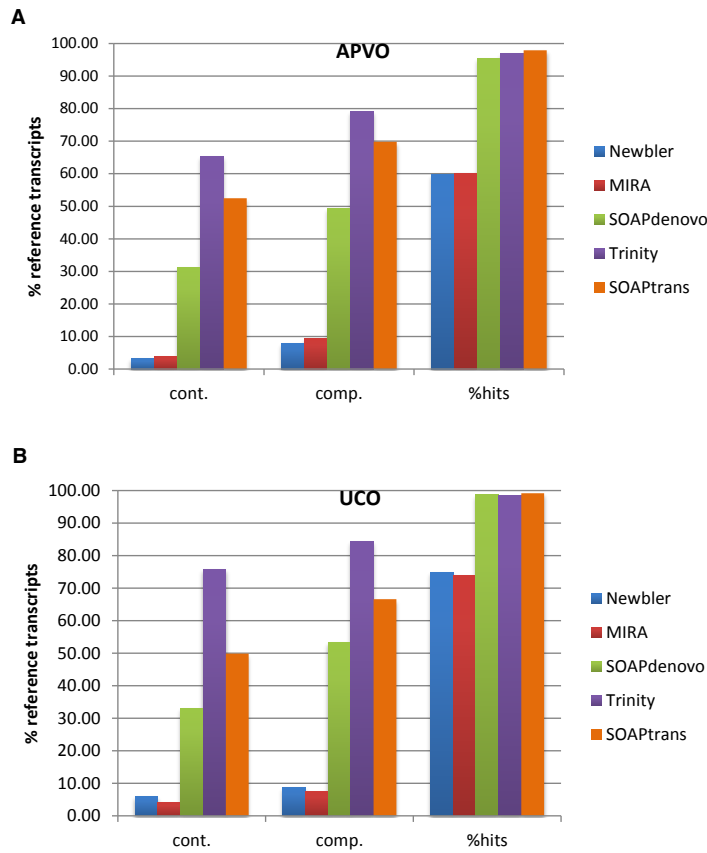 A
APVO
100.00
90.00
80.00
70.00
60.00
50.00
40.00
30.00
20.00
10.00
0.00
% reference transcripts
cont.
comp.
%hits
Newbler
MIRA
SOAPdenovo
Trinity
SOAPtrans
B
UCO
100.00
90.00
80.00
70.00
60.00
50.00
40.00
30.00
20.00
10.00
0.00
% reference transcripts
cont.
comp.
%hits
Newbler
MIRA
SOAPdenovo
Trinity
SOAPtrans